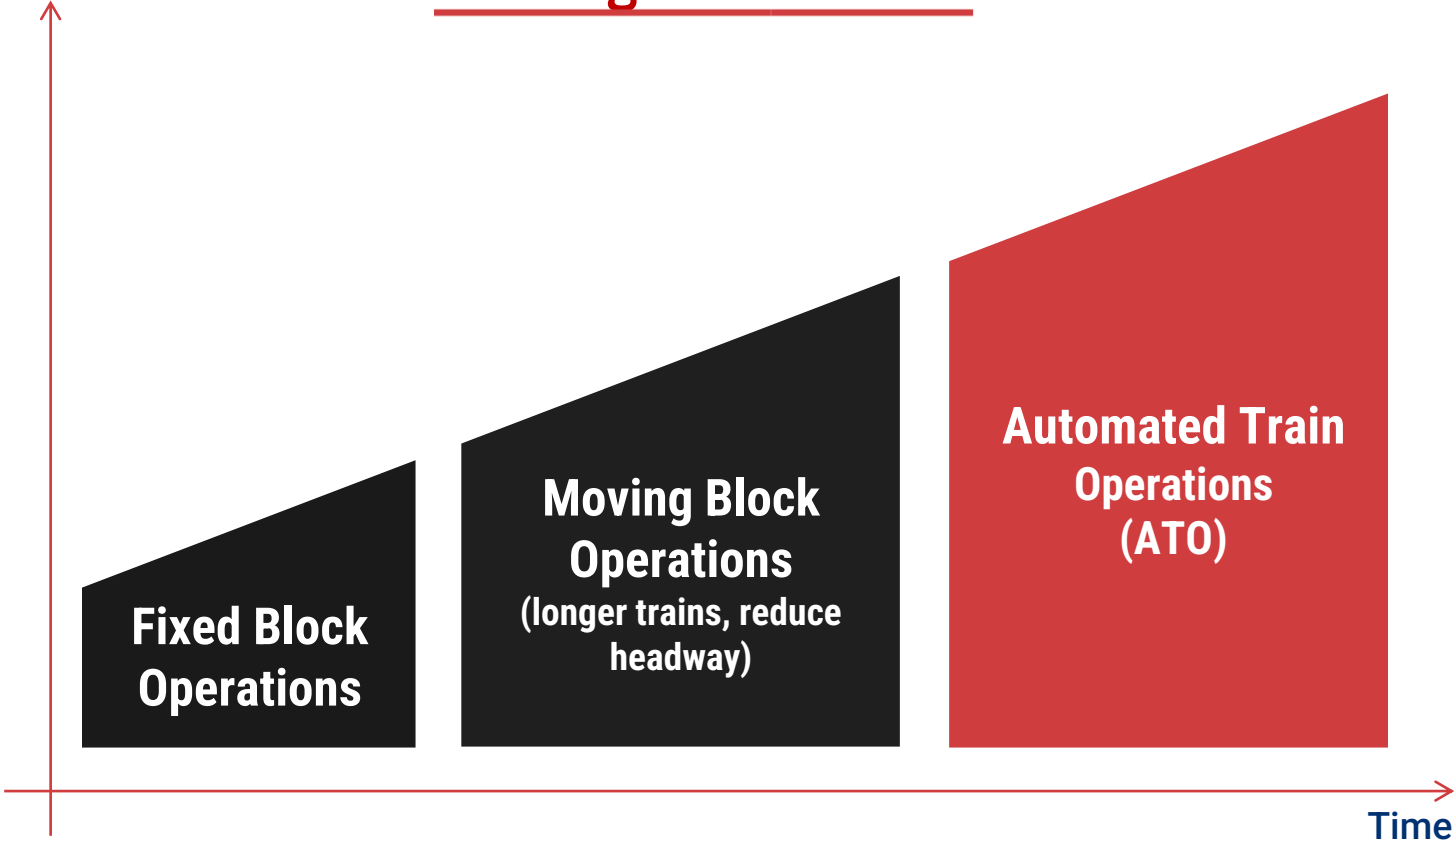 Fixed Block
Operations
Moving Block
Operations
(longer trains, reduce
headway)
Automated Train
Operations
(ATO)
Time